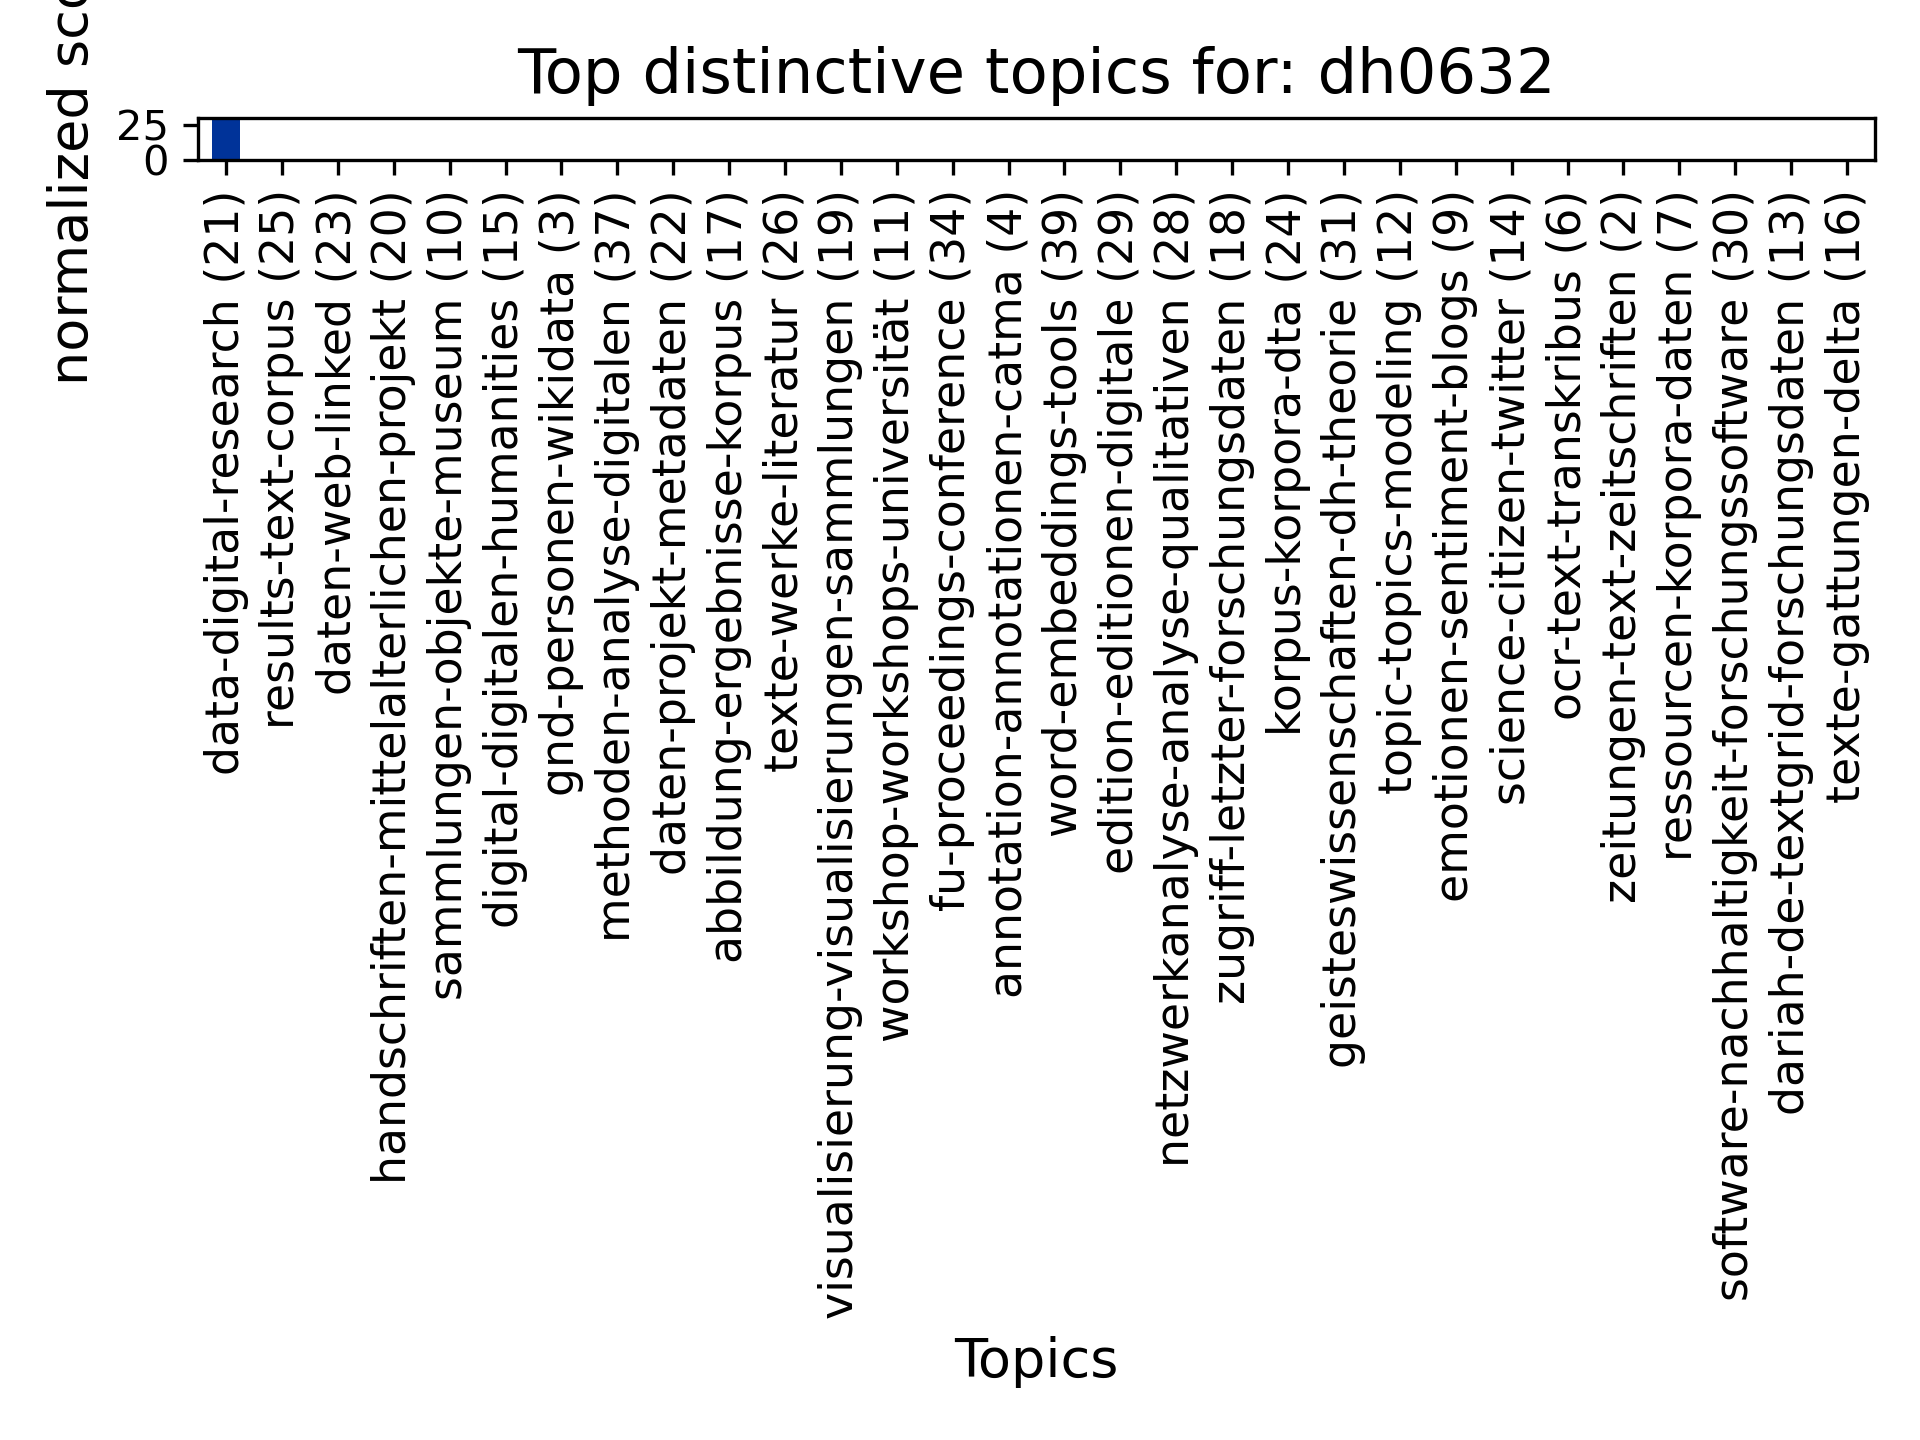 Top distinctive topics for: dh0632
normalized sco
25
0
data-digital-research (21)
results-text-corpus (25)
daten-web-linked (23)
handschriften-mittelalterlichen-projekt (20)
sammlungen-objekte-museum (10)
digital-digitalen-humanities (15)
gnd-personen-wikidata (3)
methoden-analyse-digitalen (37)
daten-projekt-metadaten (22)
abbildung-ergebnisse-korpus (17)
texte-werke-literatur (26)
visualisierung-visualisierungen-sammlungen (19)
workshop-workshops-universität (11)
fu-proceedings-conference (34)
annotation-annotationen-catma (4)
word-embeddings-tools (39)
edition-editionen-digitale (29)
netzwerkanalyse-analyse-qualitativen (28)
zugriff-letzter-forschungsdaten (18)
korpus-korpora-dta (24)
geisteswissenschaften-dh-theorie (31)
topic-topics-modeling (12)
emotionen-sentiment-blogs (9)
science-citizen-twitter (14)
ocr-text-transkribus (6)
zeitungen-text-zeitschriften (2)
ressourcen-korpora-daten (7)
software-nachhaltigkeit-forschungssoftware (30)
dariah-de-textgrid-forschungsdaten (13)
texte-gattungen-delta (16)
Topics